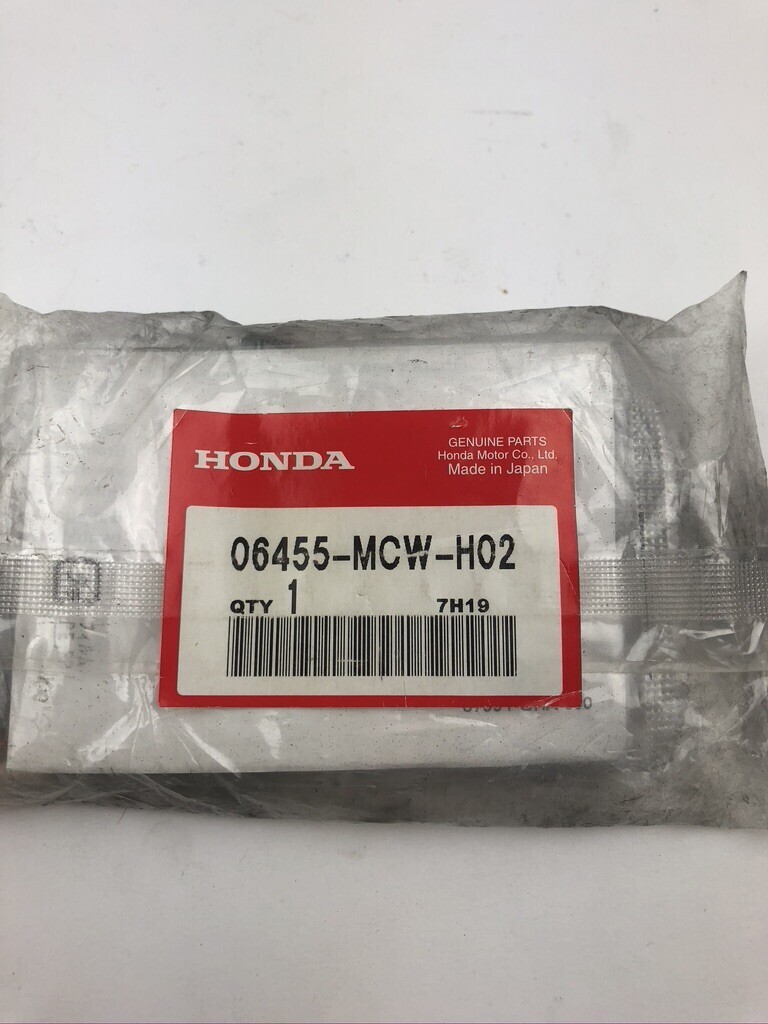 HONDA
GENUINE PARTS
Honda Motor Co., Ltd.
Made in Japan
06455-MCW-H02
QTY 1 7H19